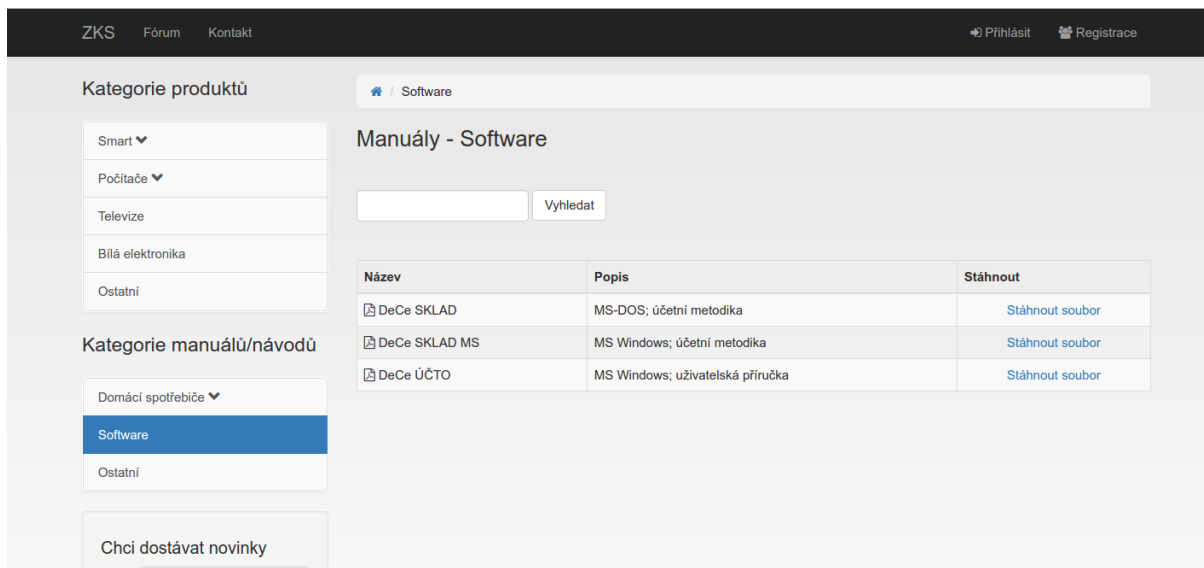 ZKS Fórum Kontakt Přihlásit Registrace
Kategorie produktů
Smart
Počítače
Televize
Bílá elektronika
Ostatní
Kategorie manuálů/návodů
Domácí spotřebiče
Software
Ostatní
Chci dostávat novinky
/ Software
Manuály - Software
Vyhledat
Název Popis Stáhnout
DeCe SKLAD MS-DOS; účetní metodika Stáhnout soubor
DeCe SKLAD MS MS Windows; účetní metodika Stáhnout soubor
DeCe ÚČTO MS Windows; uživatelská příručka Stáhnout soubor